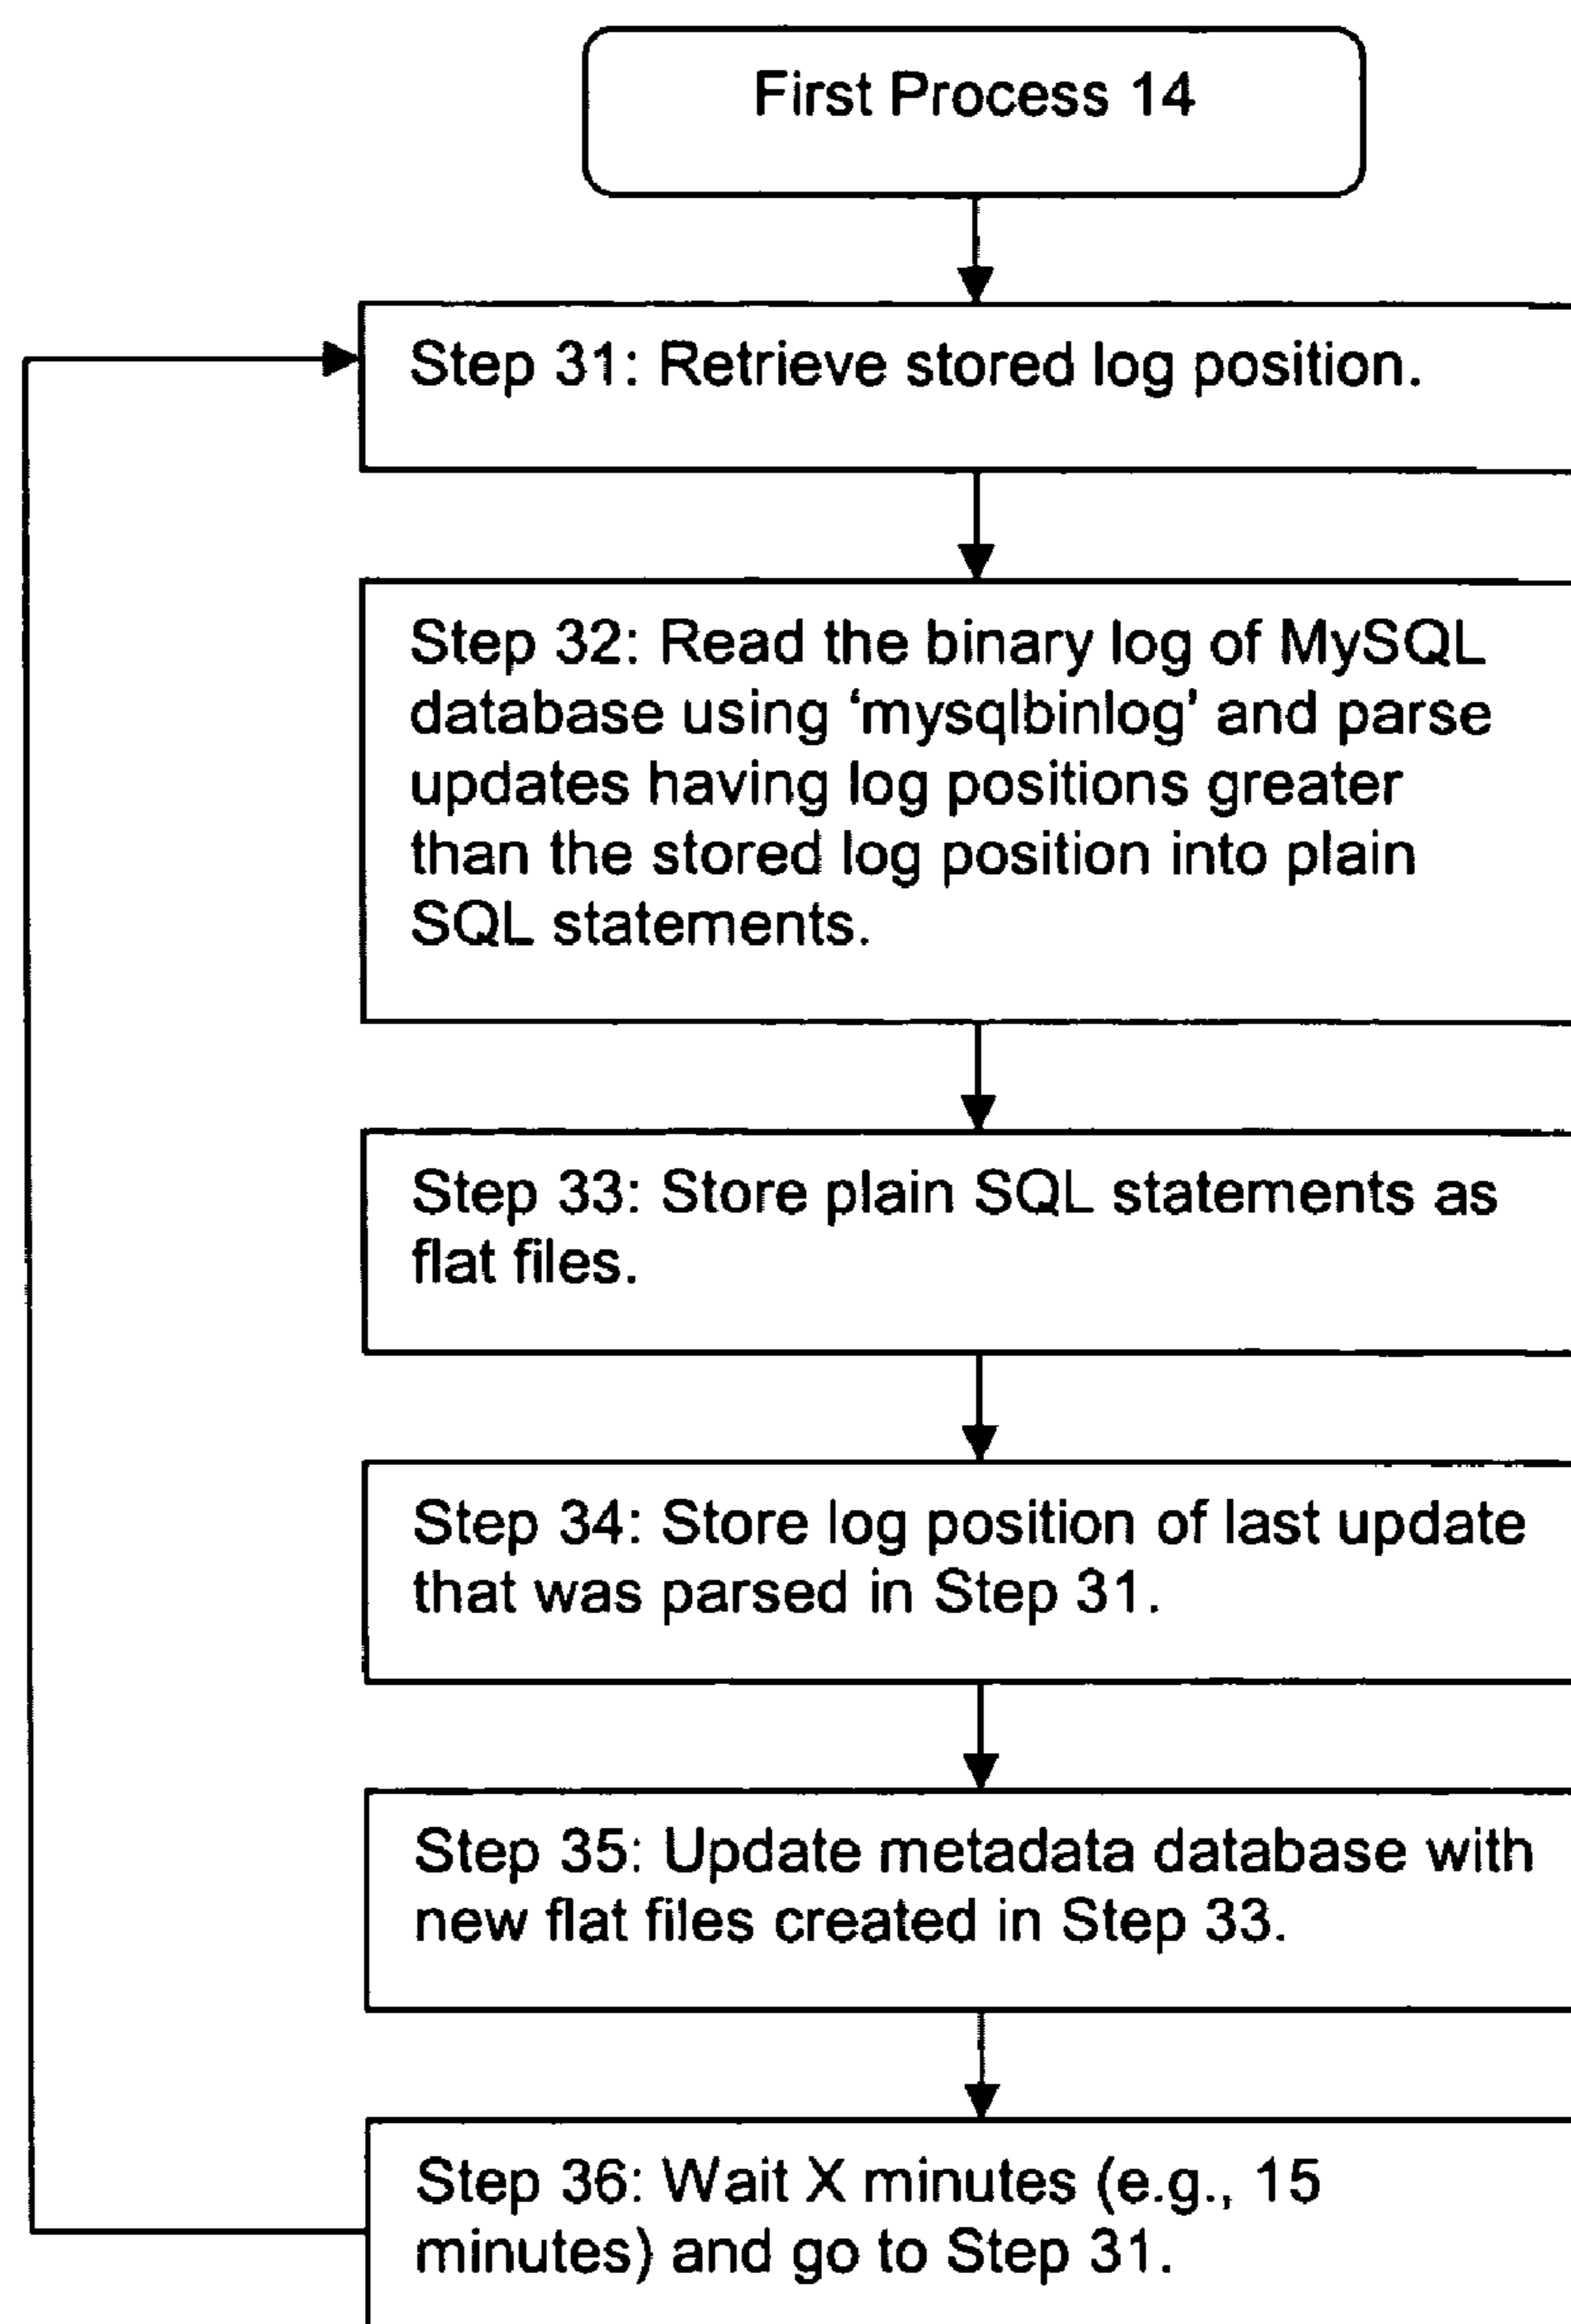 First Process 14
Step 31: Retrieve stored log position.
Step 32: Read the binary log of MySQL
database using ‘mysqlbinlog’ and parse
updates having log positions greater
than the stored log position into plain
SQL statements.
Step 33: Store plain SQL statements as
flat files.
Step 34: Store log position of last update
that was parsed in Step 31.
Step 35: Update metadata database with
new flat files created in Step 33.
Step 36: Wait X minutes (e.g., 15
minutes) and go to Step 31.